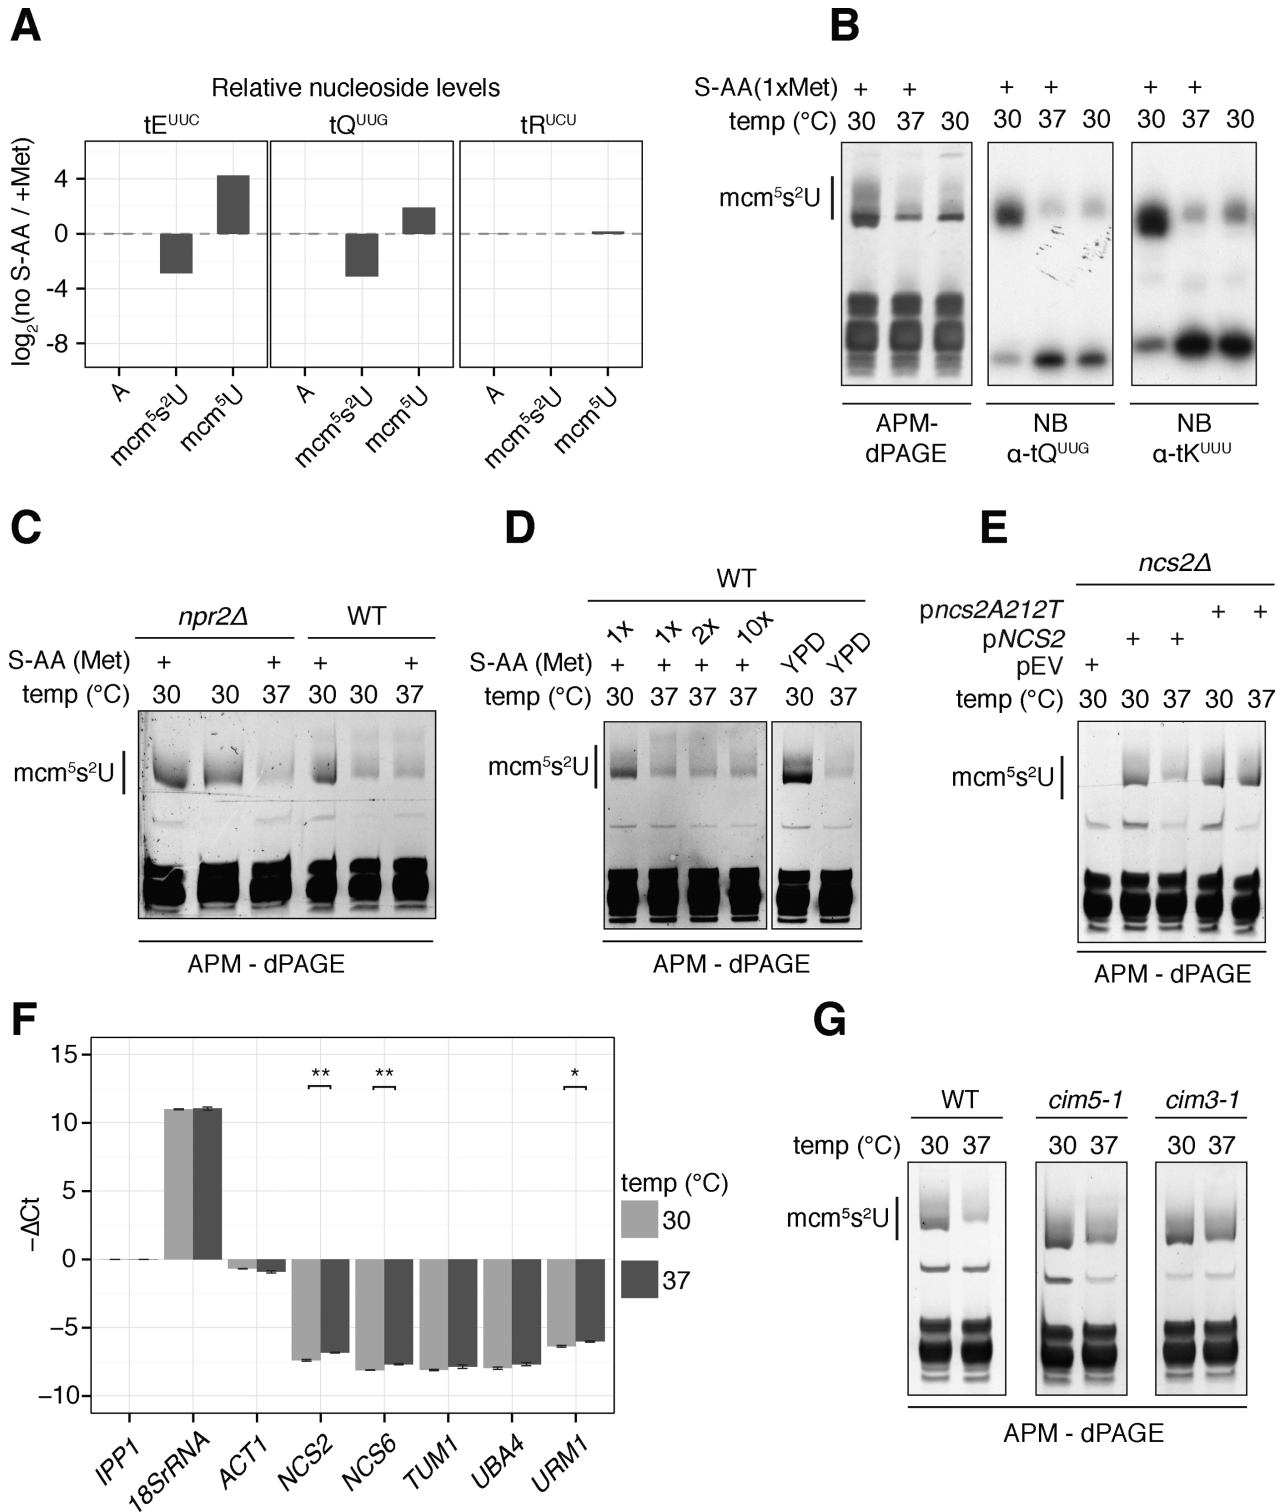 A
Relative nucleoside levels
tE^UUC tQ^UUG tR^UCU
log₂(no S-AA / +Met)
4
0
-4
-8
A mcm⁵s²U mcm⁵U A mcm⁵s²U mcm⁵U A mcm⁵s²U mcm⁵U
B
S-AA(1xMet) + + + + + +
temp (°C) 30 37 30 30 37 30 30 37 30
mcm⁵s²U
APM- NB NB
dPAGE α-tQ^UUG α-tK^UUU
C
npr2Δ WT
S-AA (Met) + + + +
temp (°C) 30 30 37 30 30 37
mcm⁵s²U
APM - dPAGE
D
WT
1x 1x 2x 10x YPD YPD
S-AA (Met) + + + +
temp (°C) 30 37 37 37 30 37
mcm⁵s²U
APM - dPAGE
E
ncs2Δ
pncs2A212T + +
pNCS2 + +
pEV +
temp (°C) 30 30 37 30 37
mcm⁵s²U
APM - dPAGE
F
−ΔCt
15
10
5
0
−5
−10
** ** *
IPP1 18SrRNA ACT1 NCS2 NCS6 TUM1 UBA4 URM1
temp (°C)
30
37
G
WT cim5-1 cim3-1
temp (°C) 30 37 30 37 30 37
mcm⁵s²U
APM - dPAGE